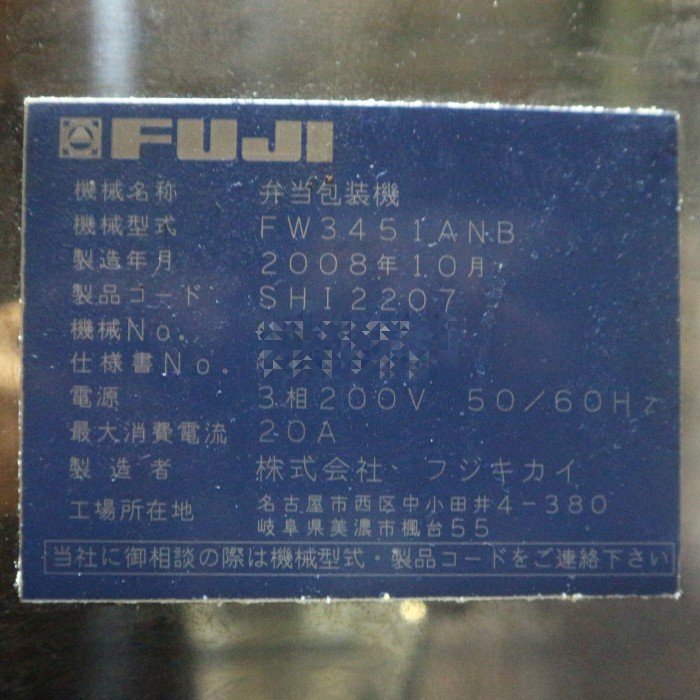 FUJI
機械名称 弁当包装機
機械型式 FW3451ANB
製造年月 2008年10月
製品コード SHI2207
機械No.
仕様書No.
電源 3相200V 50/60Hz
最大消費電流 20A
製造者 株式会社 フジキカイ
工場所在地 名古屋市西区中小田井4-380
岐阜県美濃市楓台55
当社に御相談の際は機械型式・製品コードをご連絡下さい